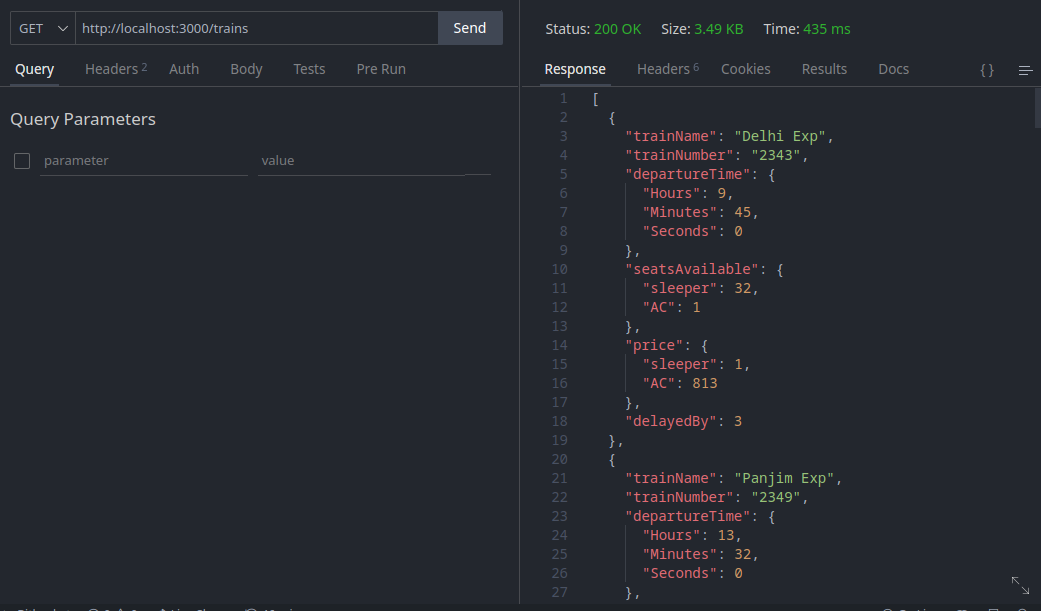 GET http://localhost:3000/trains Send
Query Headers 2 Auth Body Tests Pre Run
Query Parameters
parameter value
Status: 200 OK Size: 3.49 KB Time: 435 ms
Response Headers 6 Cookies Results Docs { }
1 [
2 {
3 "trainName": "Delhi Exp",
4 "trainNumber": "2343",
5 "departureTime": {
6 "Hours": 9,
7 "Minutes": 45,
8 "Seconds": 0
9 },
10 "seatsAvailable": {
11 "sleeper": 32,
12 "AC": 1
13 },
14 "price": {
15 "sleeper": 1,
16 "AC": 813
17 },
18 "delayedBy": 3
19 },
20 {
21 "trainName": "Panjim Exp",
22 "trainNumber": "2349",
23 "departureTime": {
24 "Hours": 13,
25 "Minutes": 32,
26 "Seconds": 0
27 },